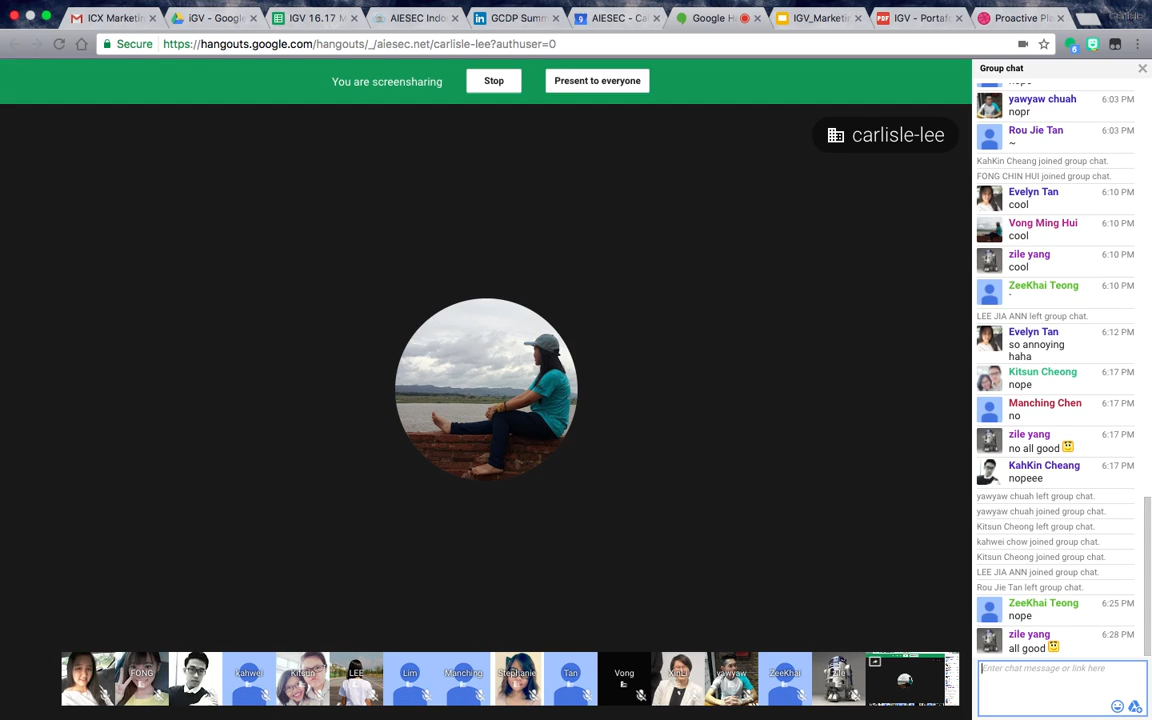 ICX Marketin
iGV - Google
IGV 16.17 M
AIESEC Indo
GCDP Summ
AIESEC - Ca
Google H
IGV_Marketin
IGV - Portafo
Proactive Pl
Carlisle
Secure
https://hangouts.google.com/hangouts/_/aiesec.net/carlisle-lee?authuser=0
6
You are screensharing
Stop
Present to everyone
carlisle-lee
Group chat
nope
yawyaw chuah 6:03 PM
nopr
Rou Jie Tan 6:03 PM
~
KahKin Cheang joined group chat.
FONG CHIN HUI joined group chat.
Evelyn Tan 6:10 PM
cool
Vong Ming Hui 6:10 PM
cool
zile yang 6:10 PM
cool
ZeeKhai Teong 6:10 PM
`
LEE JIA ANN left group chat.
Evelyn Tan 6:12 PM
so annoying
haha
Kitsun Cheong 6:17 PM
nope
Manching Chen 6:17 PM
no
zile yang 6:17 PM
no all good
KahKin Cheang 6:17 PM
nopeee
yawyaw chuah left group chat.
yawyaw chuah joined group chat.
Kitsun Cheong left group chat.
kahwei chow joined group chat.
Kitsun Cheong joined group chat.
LEE JIA ANN joined group chat.
Rou Jie Tan left group chat.
ZeeKhai Teong 6:25 PM
nope
zile yang 6:28 PM
all good
Enter chat message or link here
FONG
Kahwei
Kitsun
LEE
Lim
Manching
Stephanie
Tan
Vong
XinLi
yawyaw
ZeeKhai
zile